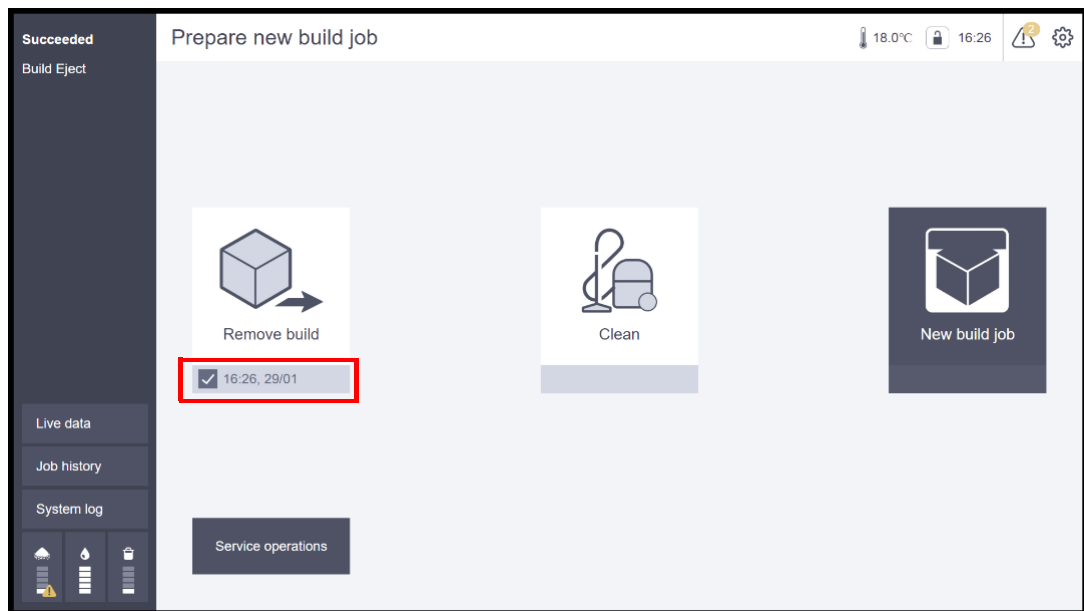 Succeeded
Build Eject
Prepare new build job
18.0°C
16:26
2
Remove build
16:26, 29/01
Clean
New build job
Live data
Job history
System log
Service operations